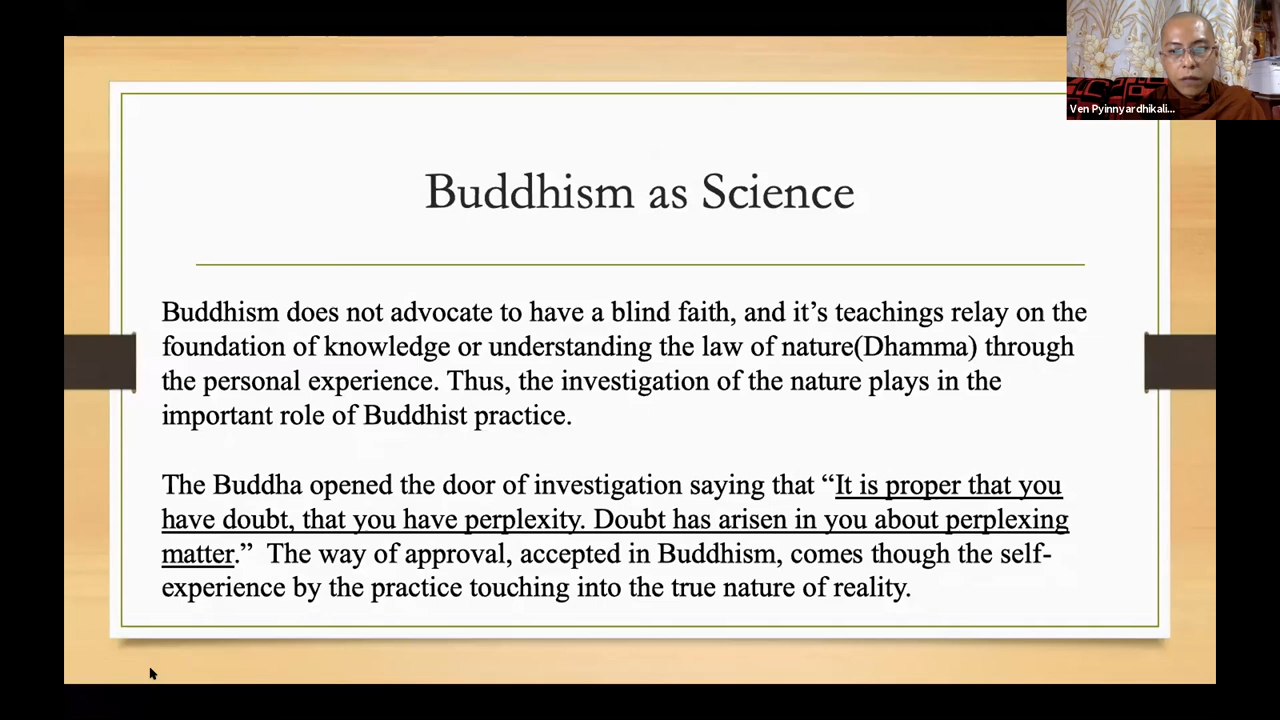 Ven Pyinnyardhikali...
Buddhism as Science
Buddhism does not advocate to have a blind faith, and it’s teachings relay on the
foundation of knowledge or understanding the law of nature(Dhamma) through
the personal experience. Thus, the investigation of the nature plays in the
important role of Buddhist practice.
The Buddha opened the door of investigation saying that “It is proper that you
have doubt, that you have perplexity. Doubt has arisen in you about perplexing
matter.”  The way of approval, accepted in Buddhism, comes though the self-
experience by the practice touching into the true nature of reality.